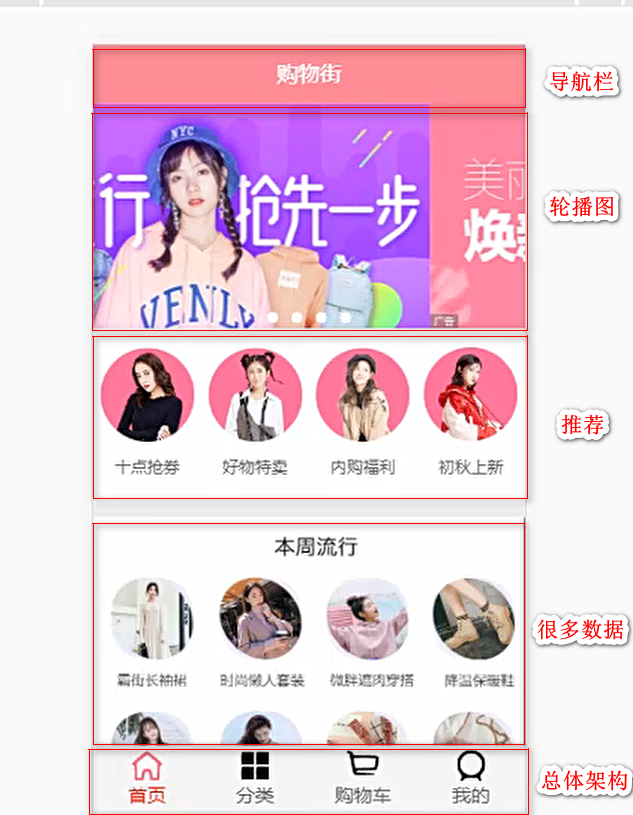 购物街
导航栏
NYC
行 抢先一步
美丽
焕新
VENLY
广告
轮播图
十点抢券 好物特卖 内购福利 初秋上新
推荐
本周流行
霸街长袖裙 时尚懒人套装 微胖遮肉穿搭 降温保暖鞋
很多数据
首页 分类 购物车 我的
总体架构